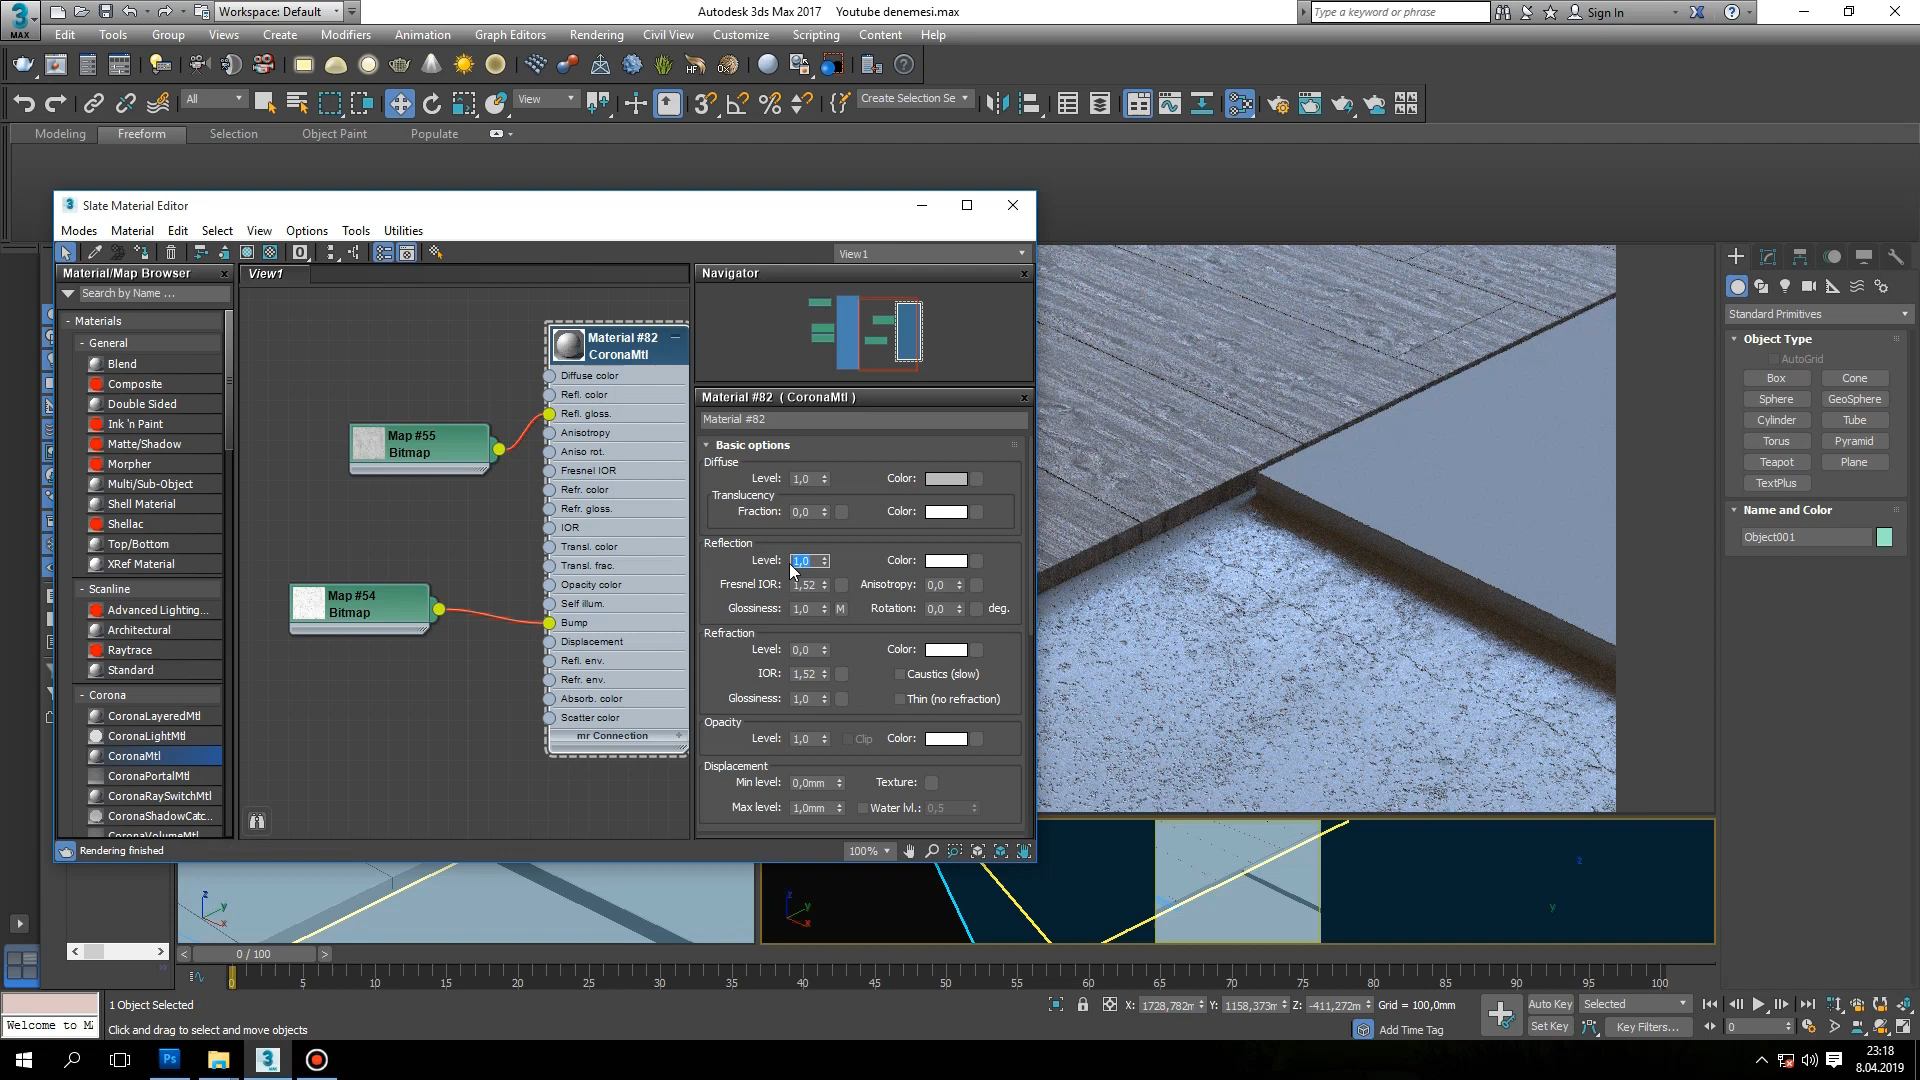 Workspace: Default
Autodesk 3ds Max 2017    Youtube denemesi.max
Type a keyword or phrase
Sign In
MAX
Edit Tools Group Views Create Modifiers Animation Graph Editors Rendering Civil View Customize Scripting Content Help
All
View
Create Selection Se
Modeling Freeform Selection Object Paint Populate
Slate Material Editor
Modes Material Edit Select View Options Tools Utilities
View1
Material/Map Browser
Search by Name ...
- Materials
- General
Blend
Composite
Double Sided
Ink 'n Paint
Matte/Shadow
Morpher
Multi/Sub-Object
Shell Material
Shellac
Top/Bottom
XRef Material
- Scanline
Advanced Lighting...
Architectural
Raytrace
Standard
- Corona
CoronaLayeredMtl
CoronaLightMtl
CoronaMtl
CoronaPortalMtl
CoronaRaySwitchMtl
CoronaShadowCatc...
CoronaVolumeMtl
View1
Map #55
Bitmap
Map #54
Bitmap
Material #82
CoronaMtl
Diffuse color
Refl. color
Refl. gloss.
Anisotropy
Aniso rot.
Fresnel IOR
Refr. color
Refr. gloss.
IOR
Transl. color
Transl. frac.
Opacity color
Self illum.
Bump
Displacement
Refl. env.
Refr. env.
Absorb. color
Scatter color
mr Connection
Navigator
Material #82 ( CoronaMtl )
Material #82
Basic options
Diffuse
Level: 1,0 Color:
Translucency
Fraction: 0,0 Color:
Reflection
Level: 1,0 Color:
Fresnel IOR: 1,52 Anisotropy: 0,0
Glossiness: 1,0 M Rotation: 0,0 deg.
Refraction
Level: 0,0 Color:
IOR: 1,52 Caustics (slow)
Glossiness: 1,0 Thin (no refraction)
Opacity
Level: 1,0 Clip Color:
Displacement
Min level: 0,0mm Texture:
Max level: 1,0mm Water lvl.: 0,5
Rendering finished
100%
Standard Primitives
Object Type
AutoGrid
Box Cone
Sphere GeoSphere
Cylinder Tube
Torus Pyramid
Teapot Plane
TextPlus
Name and Color
Object001
z
y
x
z
y
x
z
y
0 / 100
0 5 10 15 20 25 30 35 40 45 50 55 60 65 70 75 80 85 90 95 100
Welcome to M
1 Object Selected
Click and drag to select and move objects
X: 1728,782m Y: 1158,373m Z: -411,272m Grid = 100,0mm
Add Time Tag
Auto Key Selected
Set Key Key Filters...
0
Ps
3
23:18
8.04.2019